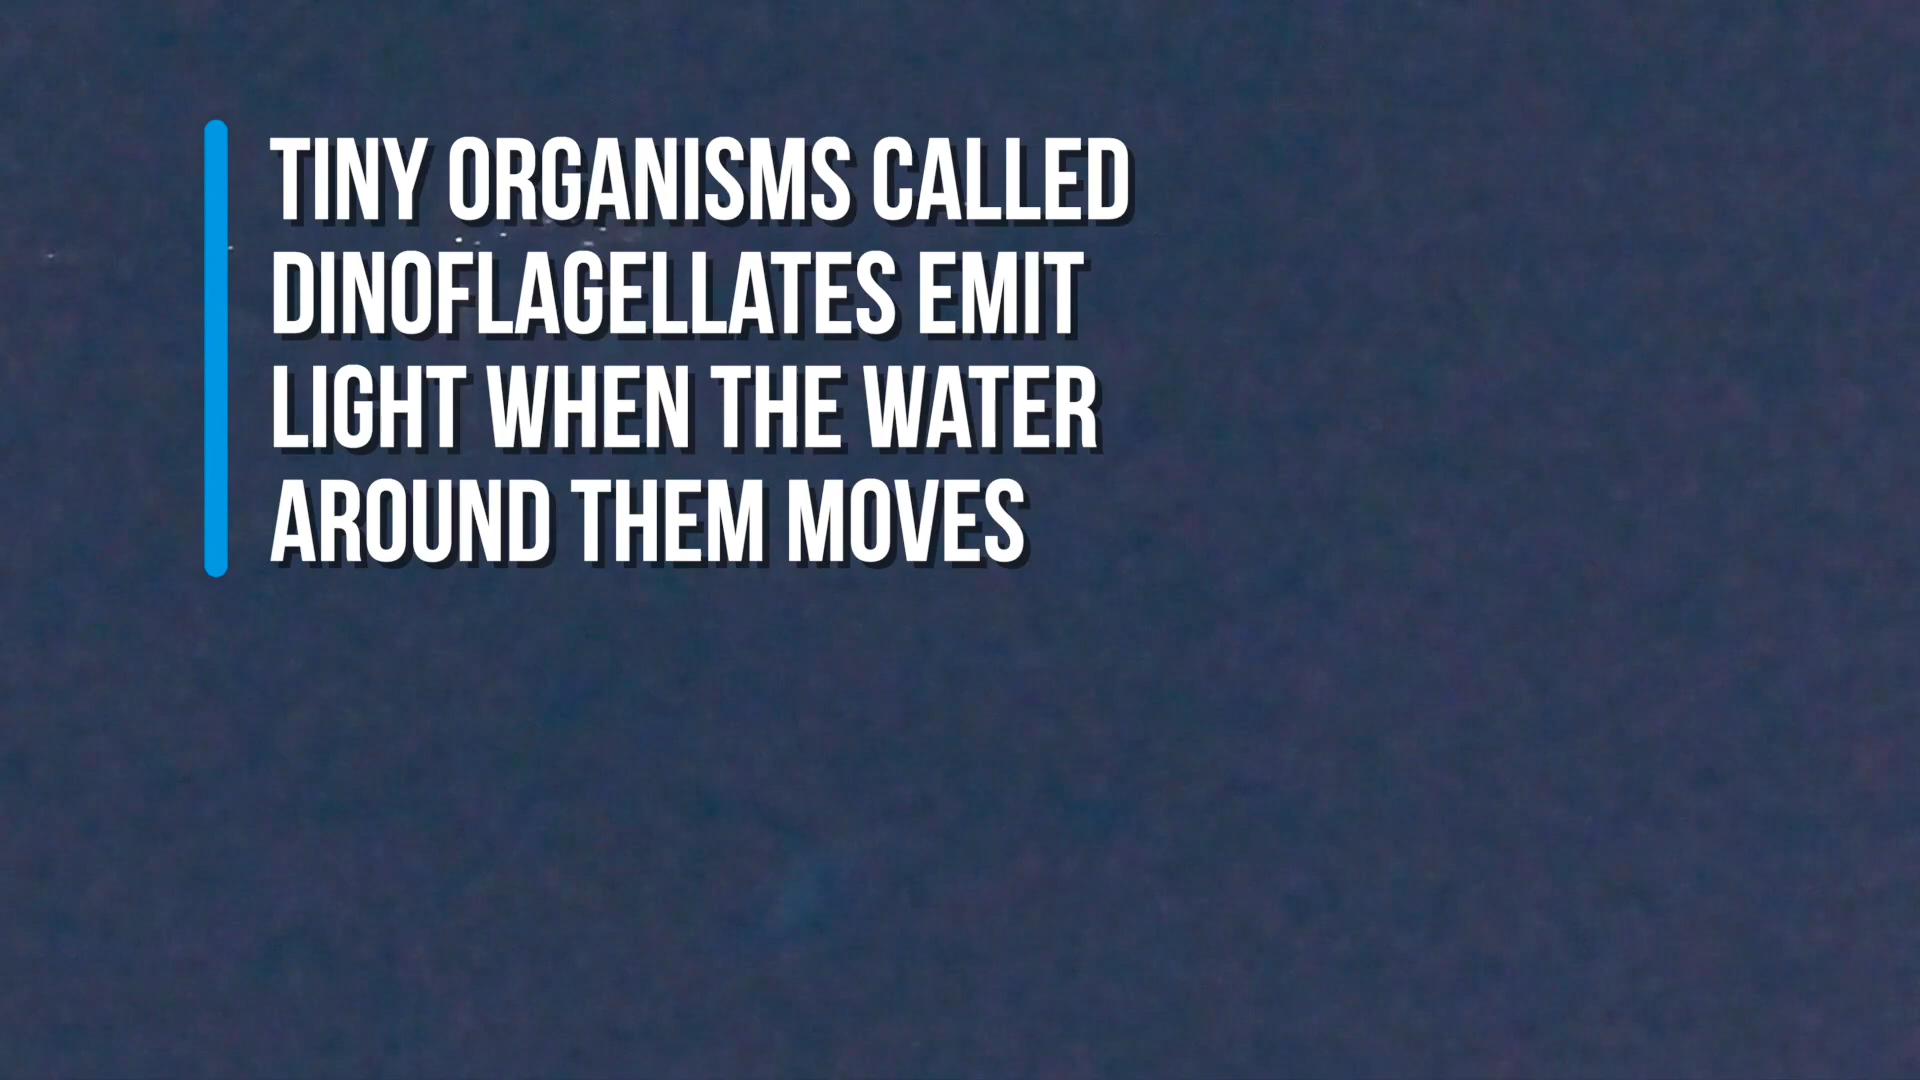 TINY ORGANISMS CALLED
DINOFLAGELLATES EMIT
LIGHT WHEN THE WATER
AROUND THEM MOVES